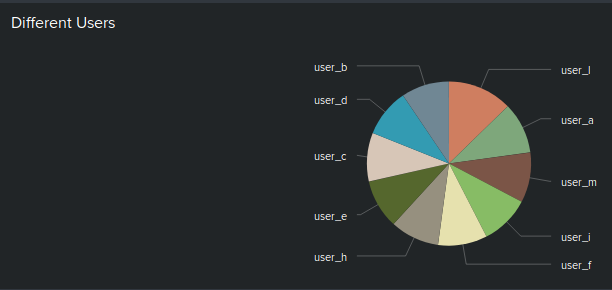 Different Users
user_b
user_l
user_d
user_a
user_c
user_m
user_e
user_i
user_h
user_f